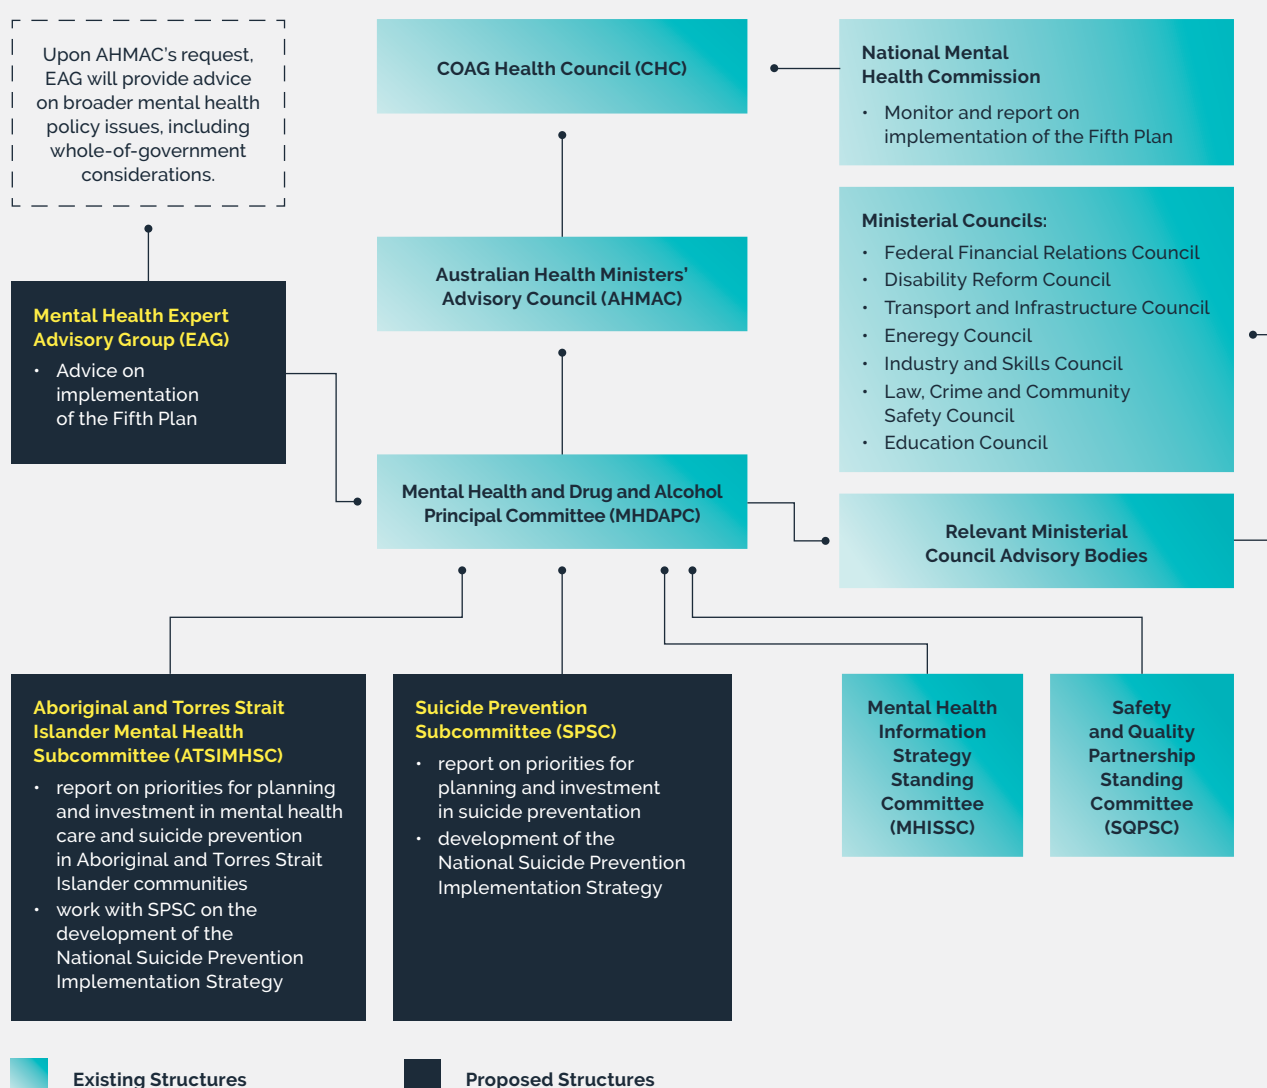 Upon AHMAC's request,
EAG will provide advice
on broader mental health
policy issues, including
whole-of-government
considerations.
COAG Health Council (CHC)
National Mental
Health Commission
• Monitor and report on
implementation of the Fifth Plan
Australian Health Ministers'
Advisory Council (AHMAC)
Ministerial Councils:
• Federal Financial Relations Council
• Disability Reform Council
• Transport and Infrastructure Council
• Eneregy Council
• Industry and Skills Council
• Law, Crime and Community
Safety Council
• Education Council
Mental Health Expert
Advisory Group (EAG)
• Advice on
implementation
of the Fifth Plan
Mental Health and Drug and Alcohol
Principal Committee (MHDAPC)
Relevant Ministerial
Council Advisory Bodies
Aboriginal and Torres Strait
Islander Mental Health
Subcommittee (ATSIMHSC)
• report on priorities for planning
and investment in mental health
care and suicide prevention
in Aboriginal and Torres Strait
Islander communities
• work with SPSC on the
development of the
National Suicide Prevention
Implementation Strategy
Suicide Prevention
Subcommittee (SPSC)
• report on priorities for
planning and investment
in suicide preventation
• development of the
National Suicide Prevention
Implementation Strategy
Mental Health
Information
Strategy
Standing
Committee
(MHISSC)
Safety
and Quality
Partnership
Standing
Committee
(SQPSC)
Existing Structures
Proposed Structures